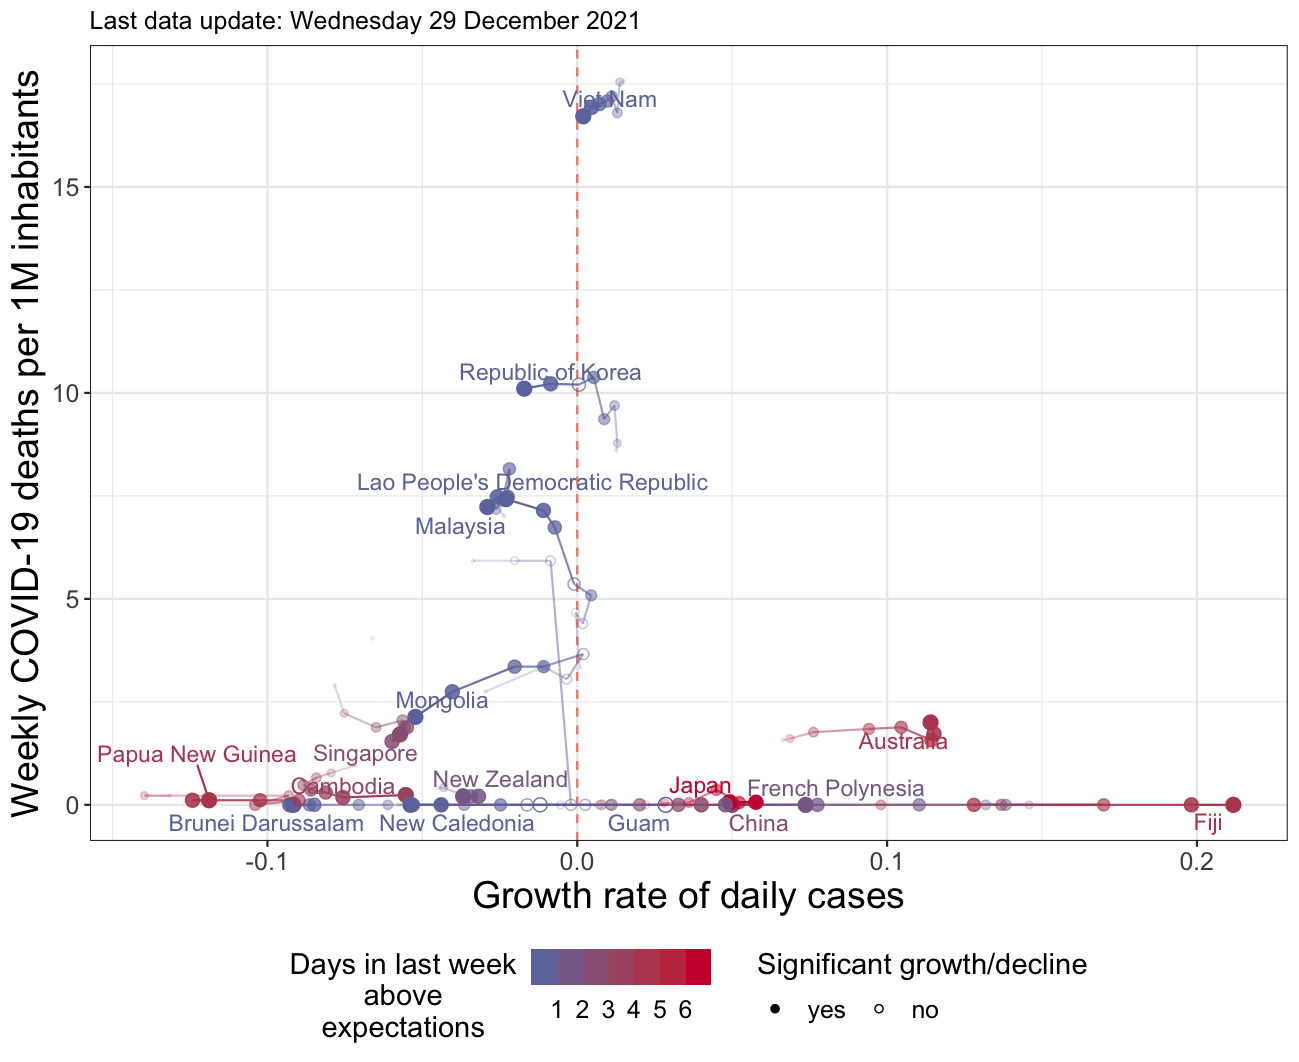 Last data update: Wednesday 29 December 2021
Weekly COVID-19 deaths per 1M inhabitants
15
10
5
0
Viet Nam
Republic of Korea
Lao People's Democratic Republic
Malaysia
Mongolia
Papua New Guinea
Singapore
Australia
Cambodia
New Zealand
Japan
French Polynesia
Brunei Darussalam
New Caledonia
Guam
China
Fiji
-0.1
0.0
0.1
0.2
Growth rate of daily cases
Days in last week
above
expectations
1 2 3 4 5 6
Significant growth/decline
yes
no